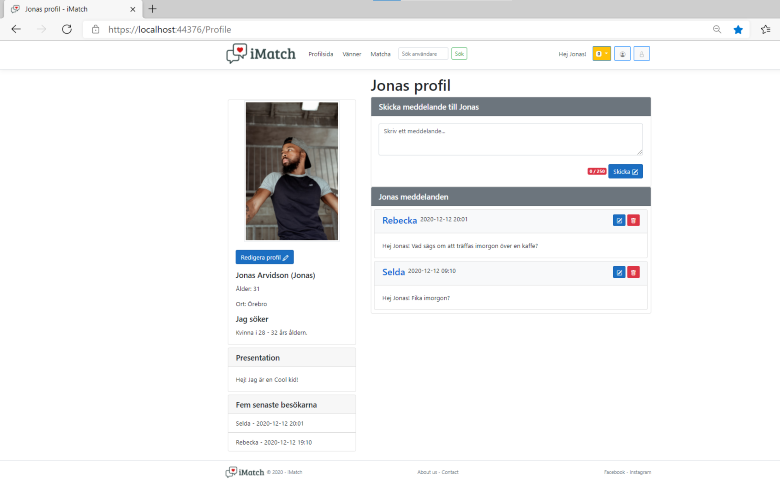 Jonas profil - iMatch
https://localhost:44376/Profile
iMatch
Profilsida Vänner Matcha Sök användare Sök
Hej Jonas!
Jonas profil
Skicka meddelande till Jonas
Skriv ett meddelande...
0 / 250 Skicka
Jonas meddelanden
Rebecka 2020-12-12 20:01
Hej Jonas! Vad sägs om att träffas imorgon över en kaffe?
Selda 2020-12-12 09:10
Hej Jonas! Fika imorgon?
Redigera profil
Jonas Arvidson (Jonas)
Ålder: 31
Ort: Örebro
Jag söker
Kvinna i 28 - 32 års åldern.
Presentation
Hej! Jag är en Cool kid!
Fem senaste besökarna
Selda - 2020-12-12 20:01
Rebecka - 2020-12-12 19:10
iMatch © 2020 - iMatch
About us - Contact
Facebook - Instagram